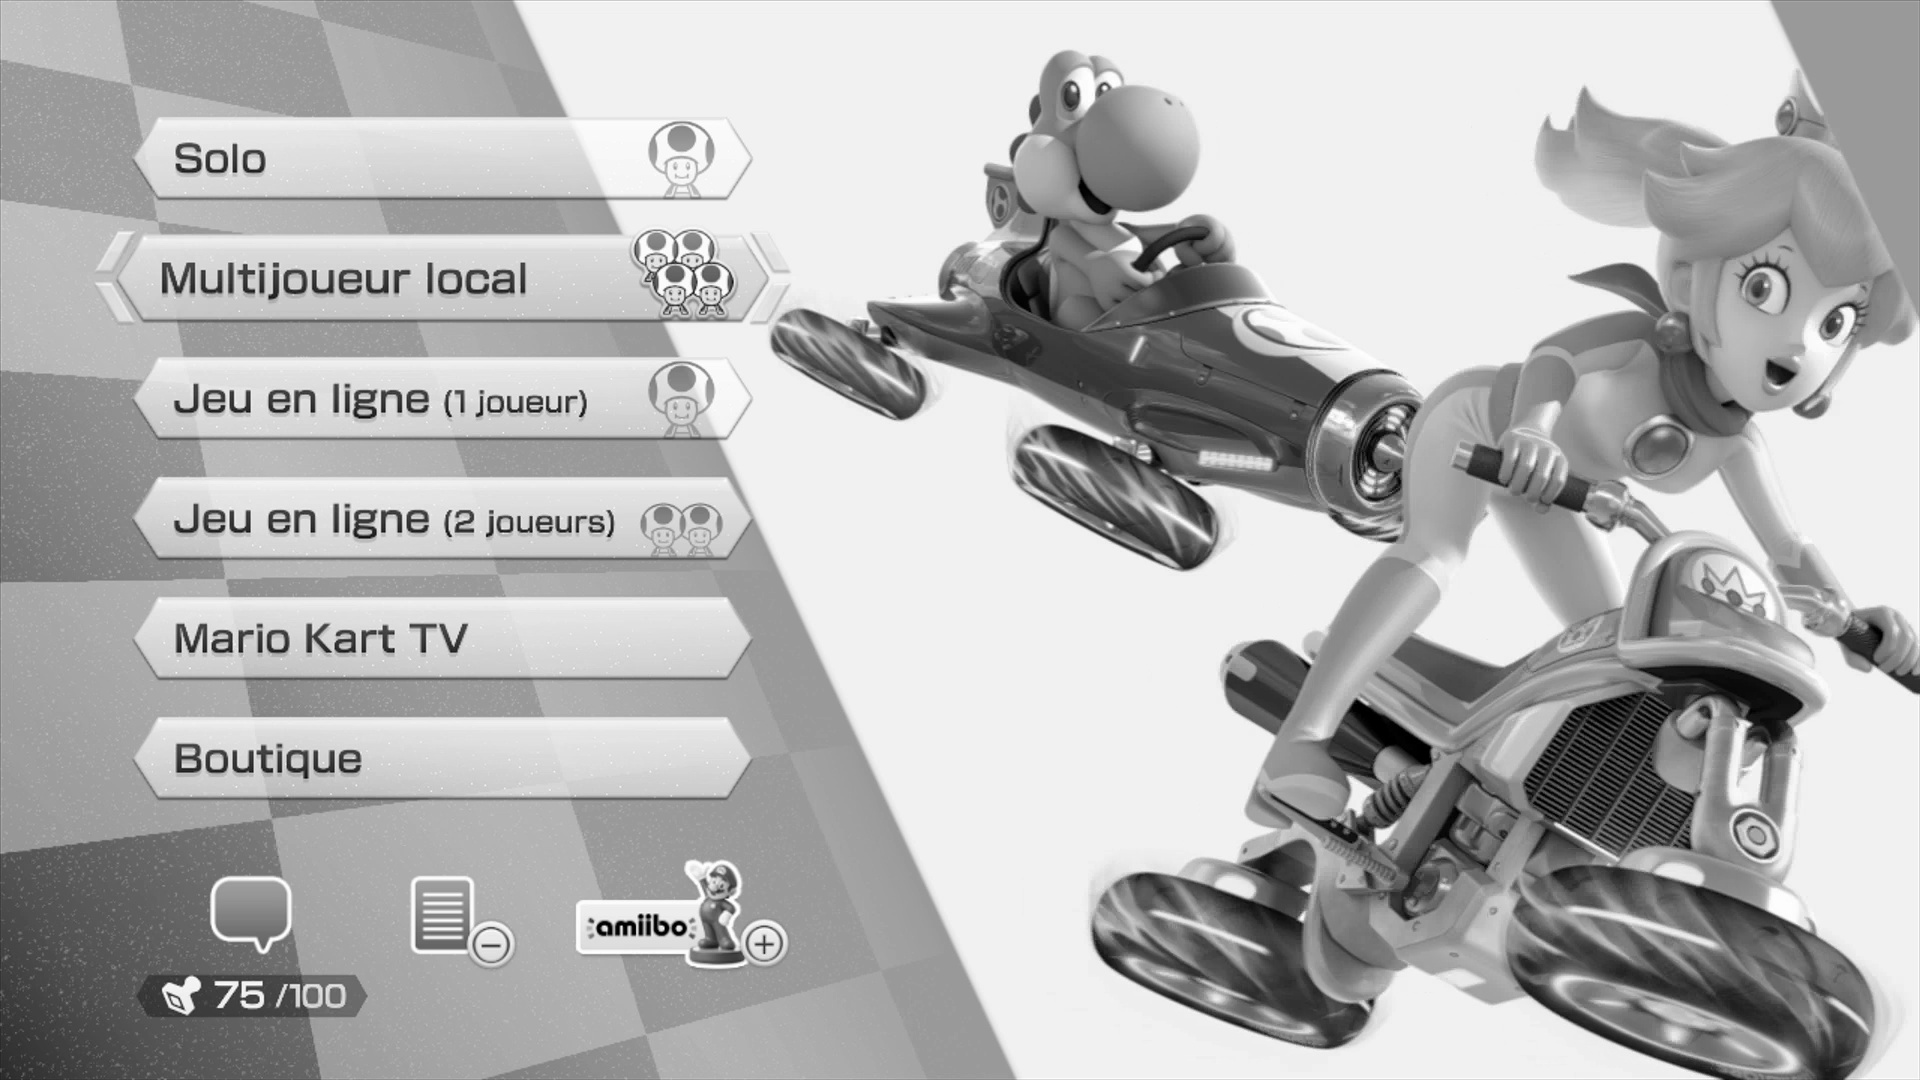 Solo
Multijoueur local
Jeu en ligne (1 joueur)
Jeu en ligne (2 joueurs)
Mario Kart TV
Boutique
amiibo
75 /100